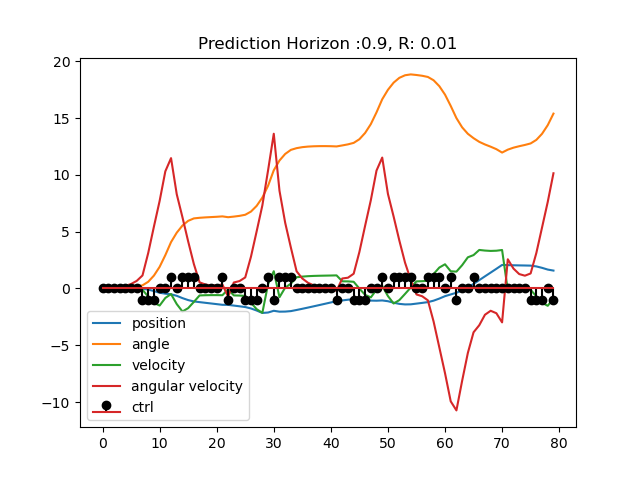 Prediction Horizon :0.9, R: 0.01
20
15
10
5
0
−5
−10
position
angle
velocity
angular velocity
ctrl
0 10 20 30 40 50 60 70 80